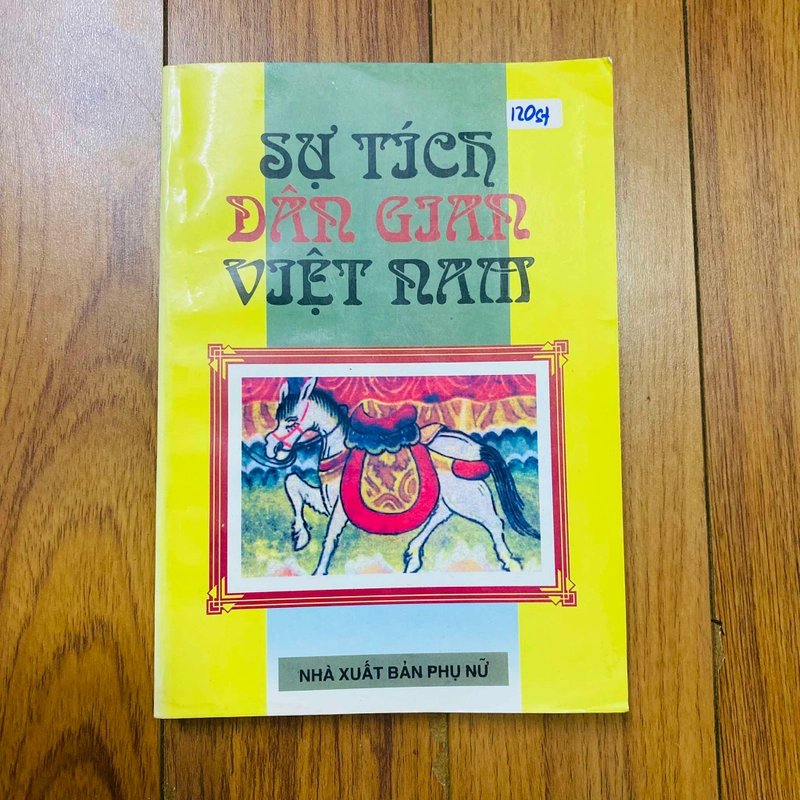 120st
SỰ TÍCH
DÂN GIAN
VIỆT NAM
NHÀ XUẤT BẢN PHỤ NỮ